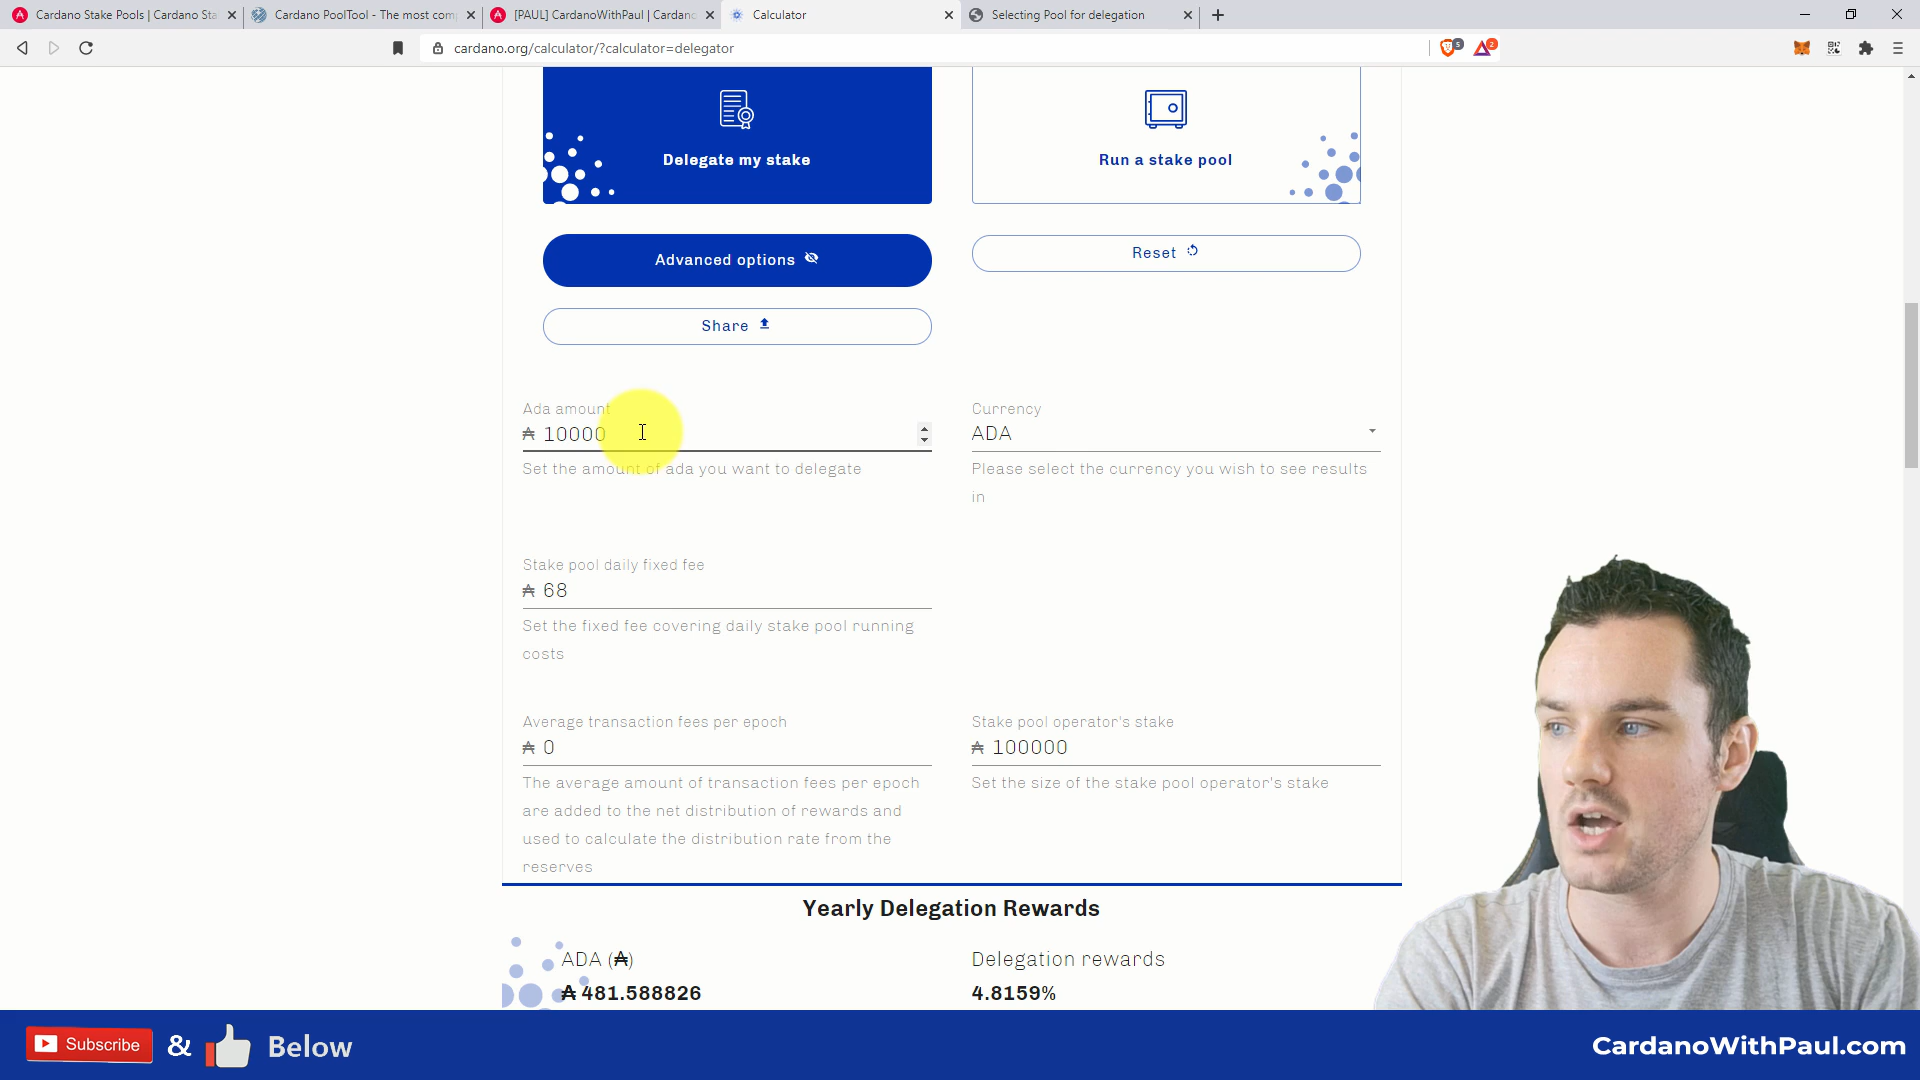 Cardano Stake Pools | Cardano Sta
Cardano PoolTool - The most com
[PAUL] CardanoWithPaul | Cardano
Calculator
Selecting Pool for delegation
cardano.org/calculator/?calculator=delegator
5
2
Delegate my stake
Run a stake pool
Advanced options
Reset
Share
Ada amount
₳ 10000
Set the amount of ada you want to delegate
Currency
ADA
Please select the currency you wish to see results
in
Stake pool daily fixed fee
₳ 68
Set the fixed fee covering daily stake pool running
costs
Average transaction fees per epoch
₳ 0
The average amount of transaction fees per epoch
are added to the net distribution of rewards and
used to calculate the distribution rate from the
reserves
Stake pool operator's stake
₳ 100000
Set the size of the stake pool operator's stake
Yearly Delegation Rewards
ADA (₳)
₳ 481.588826
Delegation rewards
4.8159%
Subscribe & Below
CardanoWithPaul.com